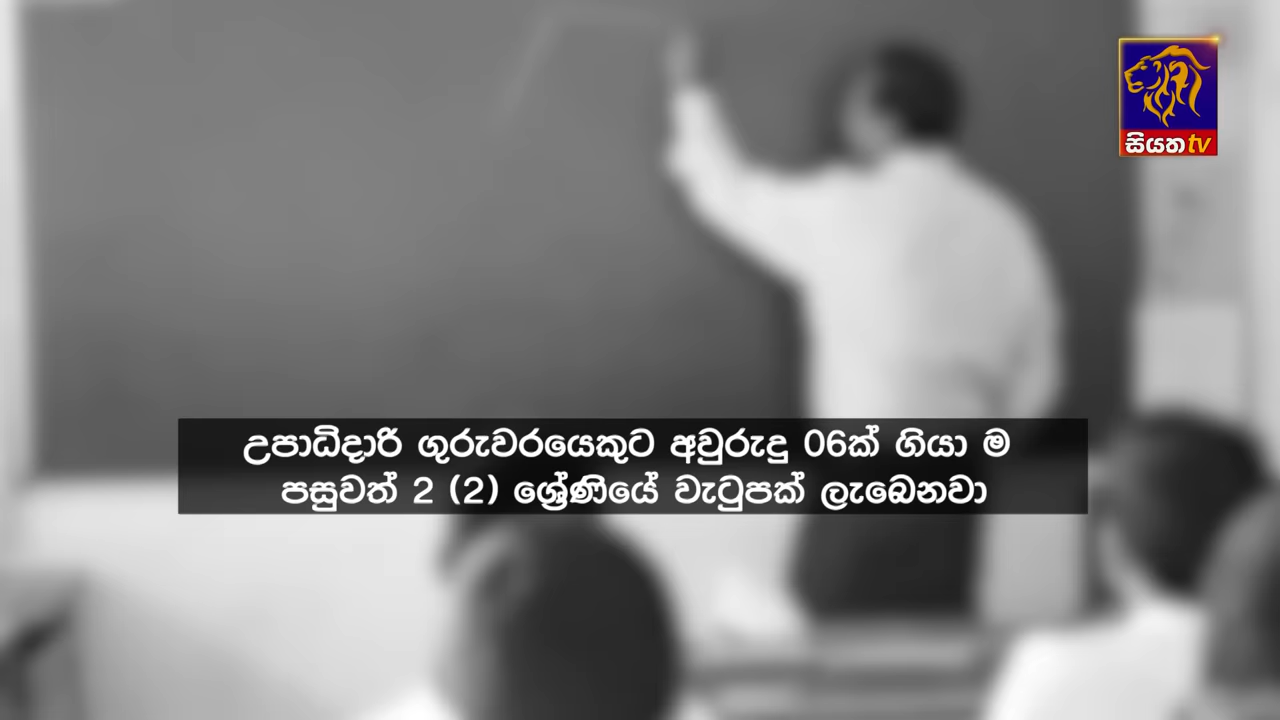 සියත tv
උපාධිදාරී ගුරුවරයෙකුට අවුරුදු 06ක් ගියා ම
පසුවත් 2 (2) ශ්‍රේණියේ වැටුපක් ලැබෙනවා